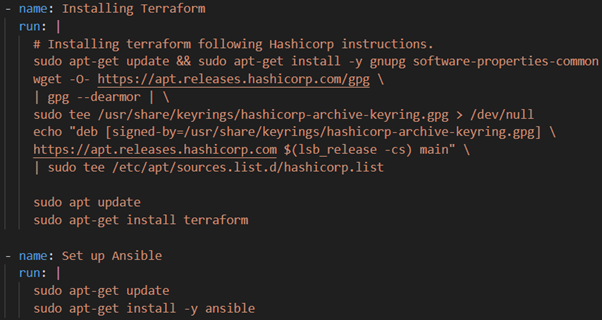 - name: Installing Terraform
run: |
# Installing terraform following Hashicorp instructions.
sudo apt-get update && sudo apt-get install -y gnupg software-properties-common
wget -O- https://apt.releases.hashicorp.com/gpg \
| gpg --dearmor | \
sudo tee /usr/share/keyrings/hashicorp-archive-keyring.gpg > /dev/null
echo "deb [signed-by=/usr/share/keyrings/hashicorp-archive-keyring.gpg] \
https://apt.releases.hashicorp.com $(lsb_release -cs) main" \
| sudo tee /etc/apt/sources.list.d/hashicorp.list
sudo apt update
sudo apt-get install terraform
- name: Set up Ansible
run: |
sudo apt-get update
sudo apt-get install -y ansible